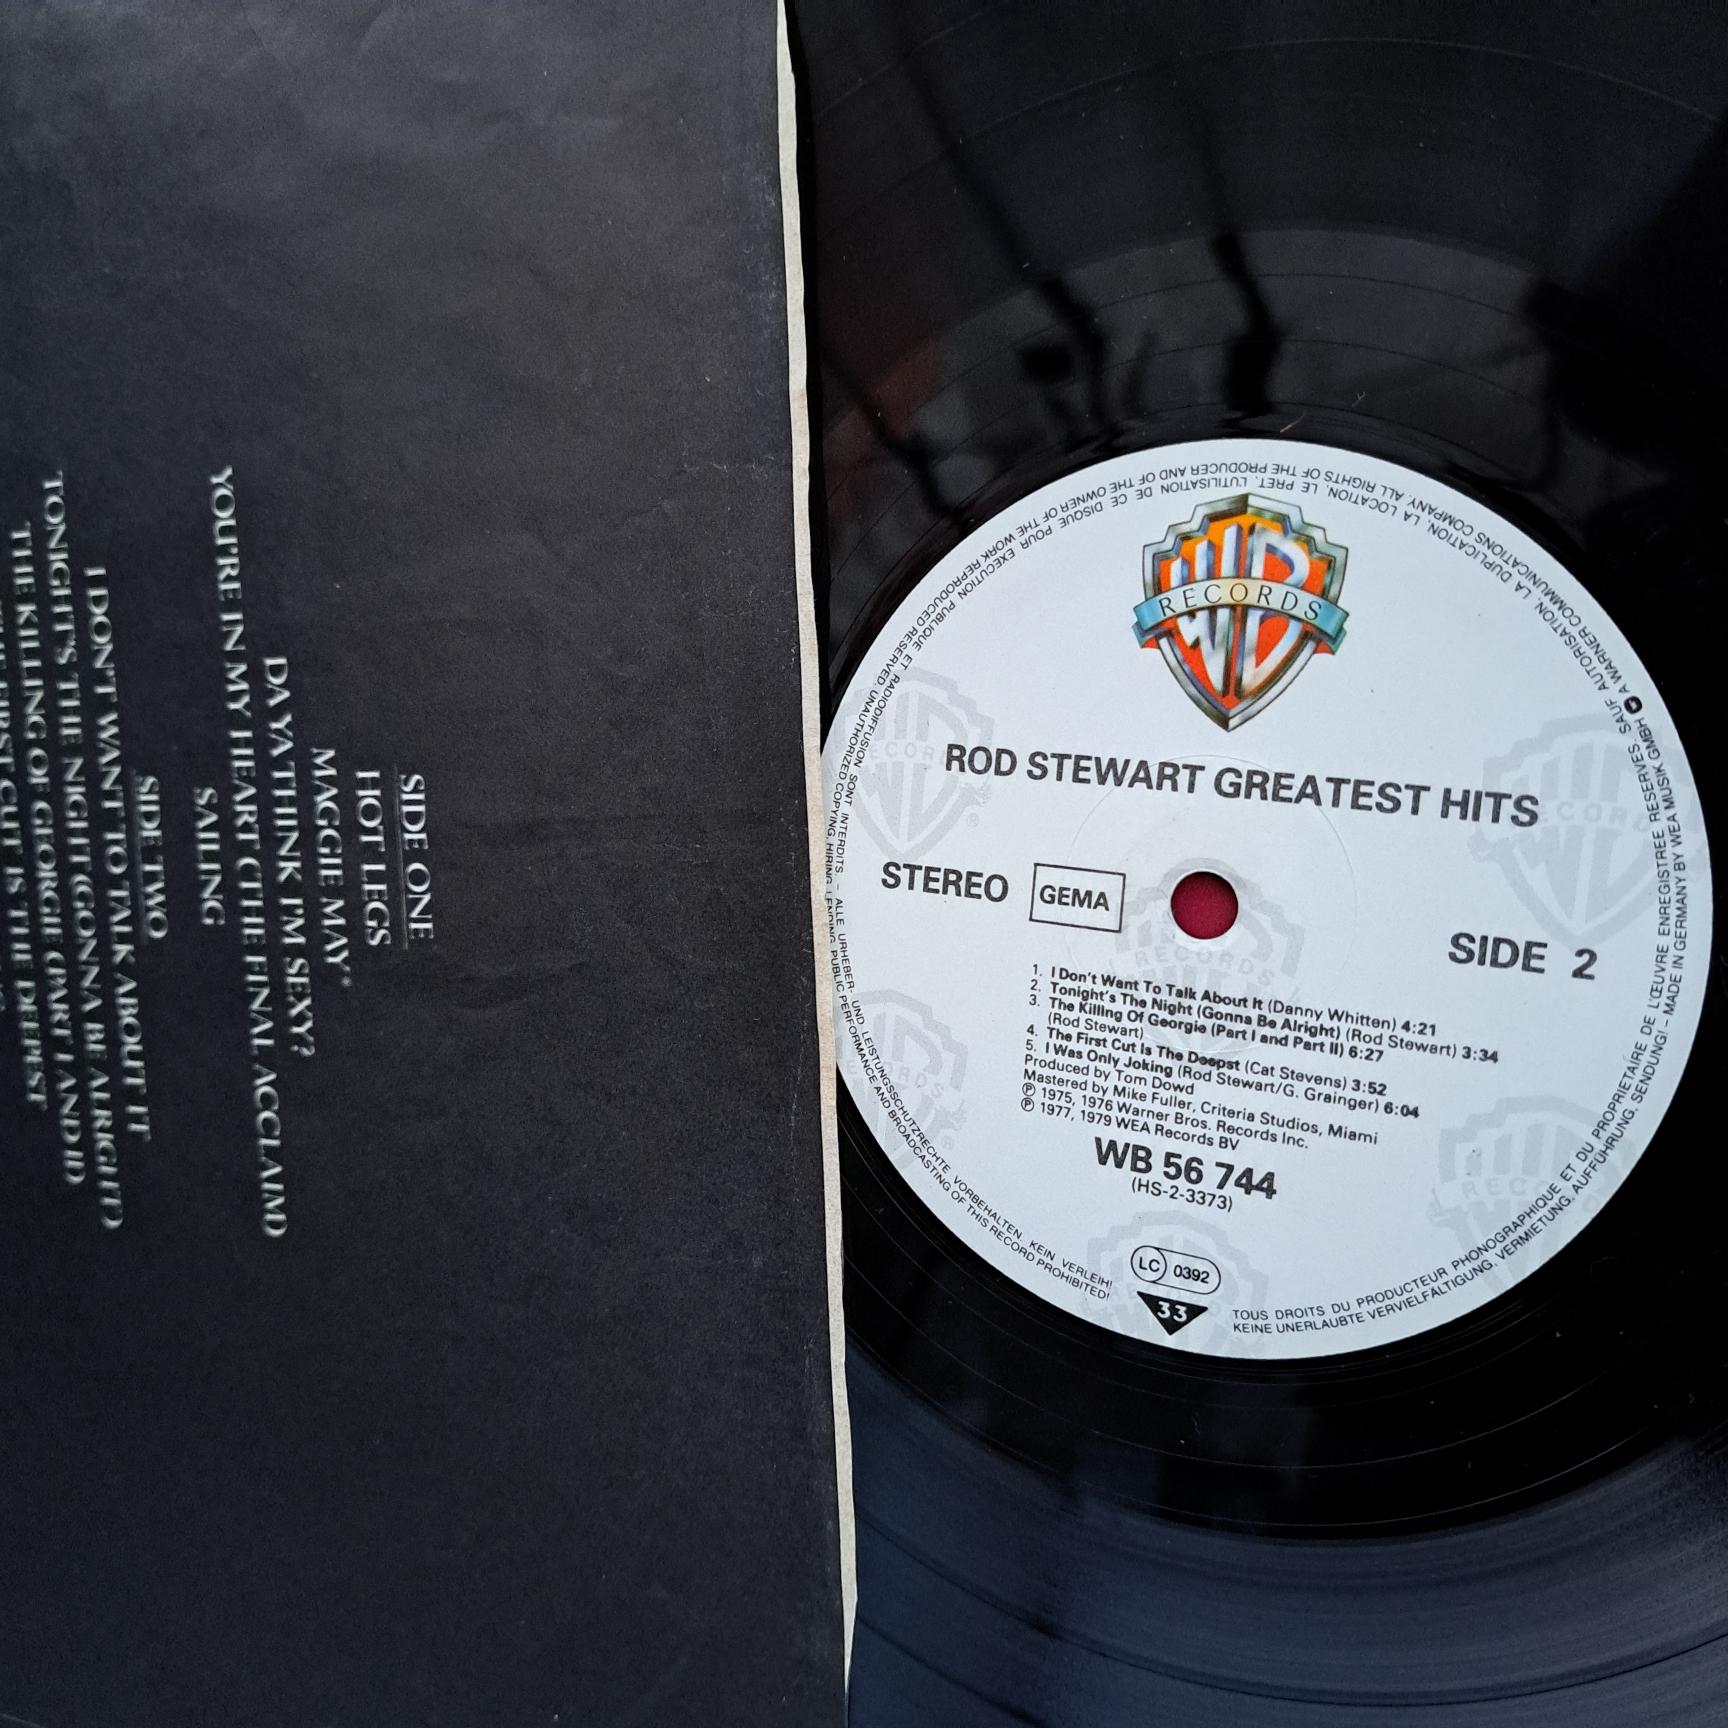 SIDE ONE
HOT LEGS
MAGGIE MAY*
DA YA THINK I'M SEXY?
YOU'RE IN MY HEART (THE FINAL ACCLAIM)
SAILING
SIDE TWO
I DON'T WANT TO TALK ABOUT IT
TONIGHT'S THE NIGHT (GONNA BE ALRIGHT)
THE KILLING OF GEORGIE (PART I AND II)
THE FIRST CUT IS THE DEEPEST
WB
RECORDS
ROD STEWART GREATEST HITS
STEREO
GEMA
SIDE 2
1. I Don't Want To Talk About It (Danny Whitten) 4:21
2. Tonight's The Night (Gonna Be Alright) (Rod Stewart) 3:34
3. The Killing Of Georgie (Part I and Part II) 6:27
(Rod Stewart)
4. The First Cut Is The Deepst (Cat Stevens) 3:52
5. I Was Only Joking (Rod Stewart/G. Grainger) 6:04
Produced by Tom Dowd
Mastered by Mike Fuller, Criteria Studios, Miami
℗ 1975, 1976 Warner Bros. Records Inc.
℗ 1977, 1979 WEA Records BV
WB 56 744
(HS-2-3373)
LC 0392
33
TOUS DROITS DU PRODUCTEUR PHONOGRAPHIQUE ET DU PROPRIETAIRE DE L'ŒUVRE ENREGISTREE RESERVES. SAUF AUTORISATION, LA DUPLICATION, LA LOCATION, LE PRET, L'UTILISATION DE CE DISQUE POUR EXECUTION PUBLIQUE ET RADIODIFFUSION SONT INTERDITS – ALLE URHEBER- UND LEISTUNGSSCHUTZRECHTE VORBEHALTEN. KEIN VERLEIH!
KEINE UNERLAUBTE VERVIELFÄLTIGUNG, VERMIETUNG, AUFFÜHRUNG, SENDUNG! – MADE IN GERMANY BY WEA MUSIK GMBH A WARNER COMMUNICATIONS COMPANY. ALL RIGHTS OF THE PRODUCER AND OF THE OWNER OF THE WORK REPRODUCED RESERVED. UNAUTHORIZED COPYING, HIRING, LENDING, PUBLIC PERFORMANCE AND BROADCASTING OF THIS RECORD PROHIBITED!